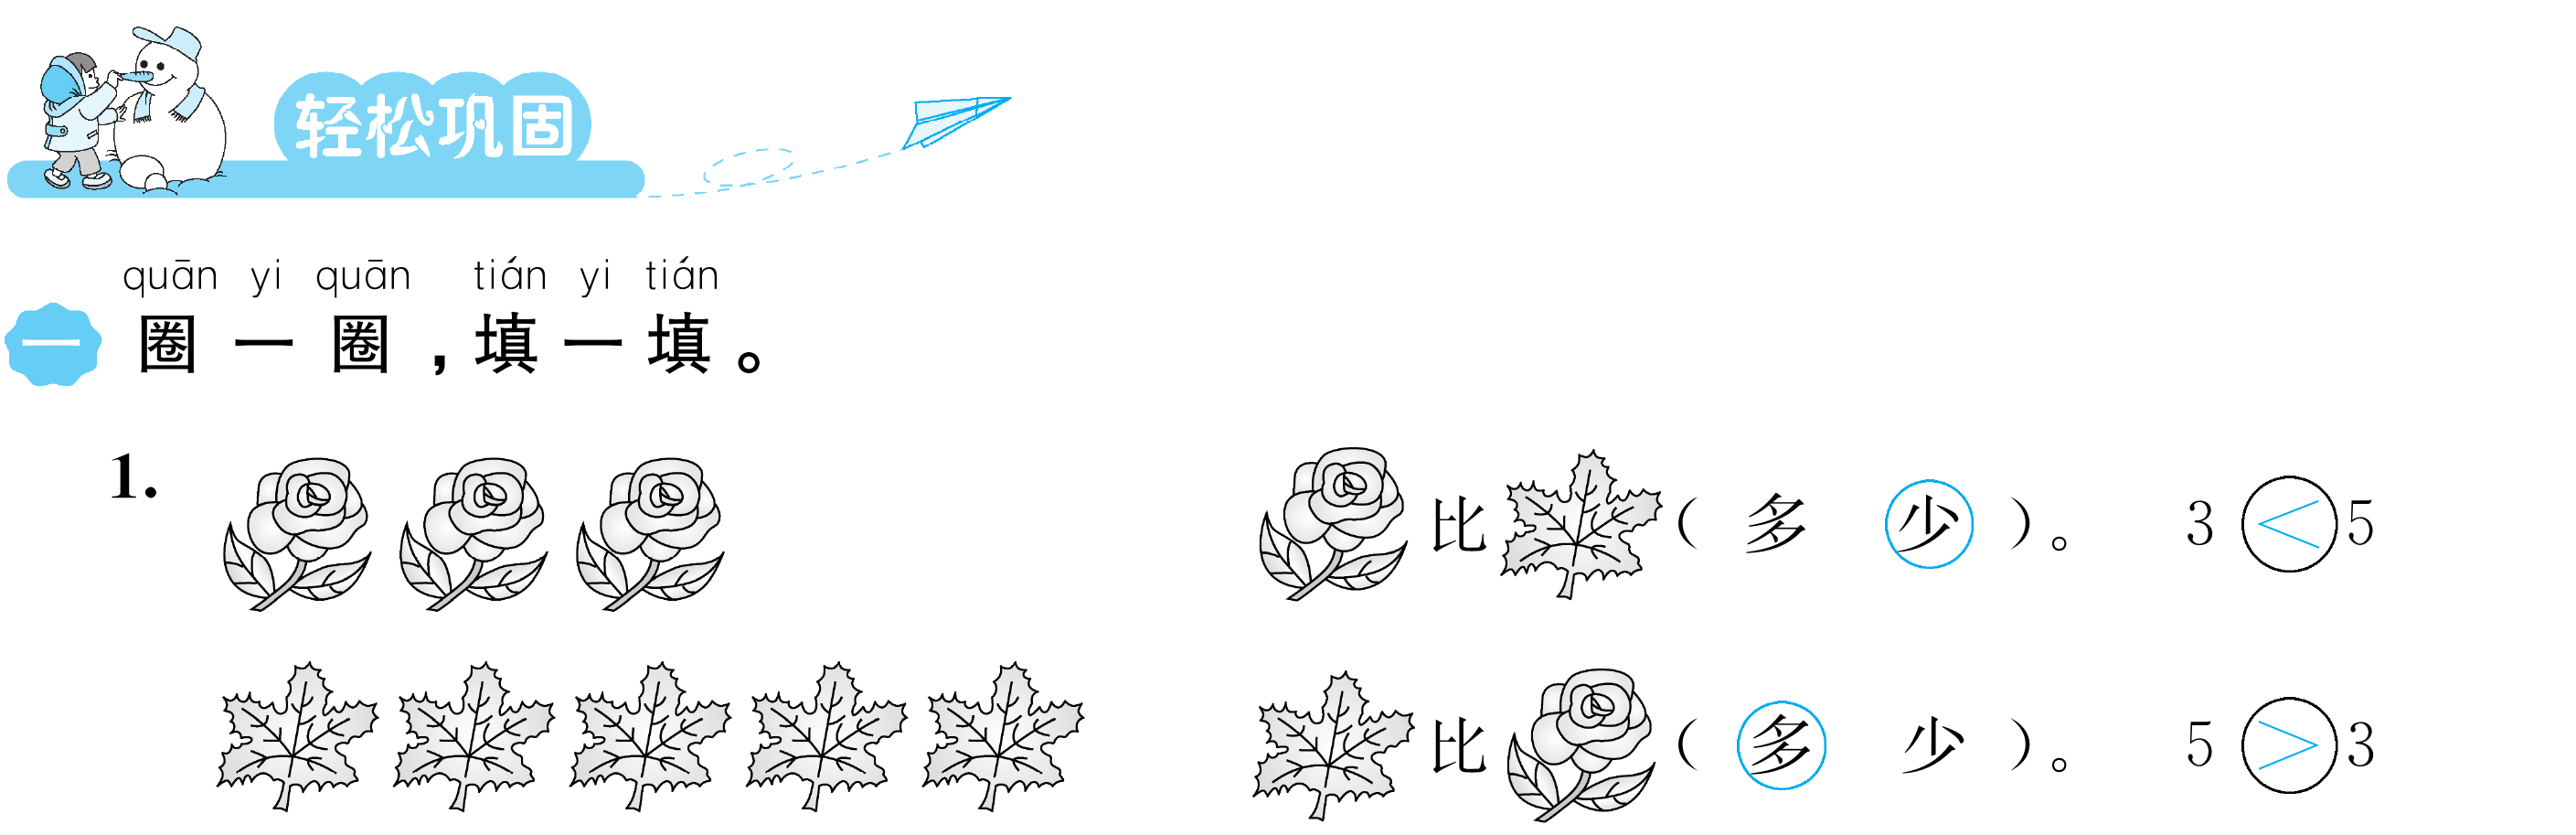 轻松巩固
quān yi quān tián yi tián
一 圈一圈，填一填。
1.
比（ 多 少 ）。 3 < 5
比（ 多 少 ）。 5 > 3